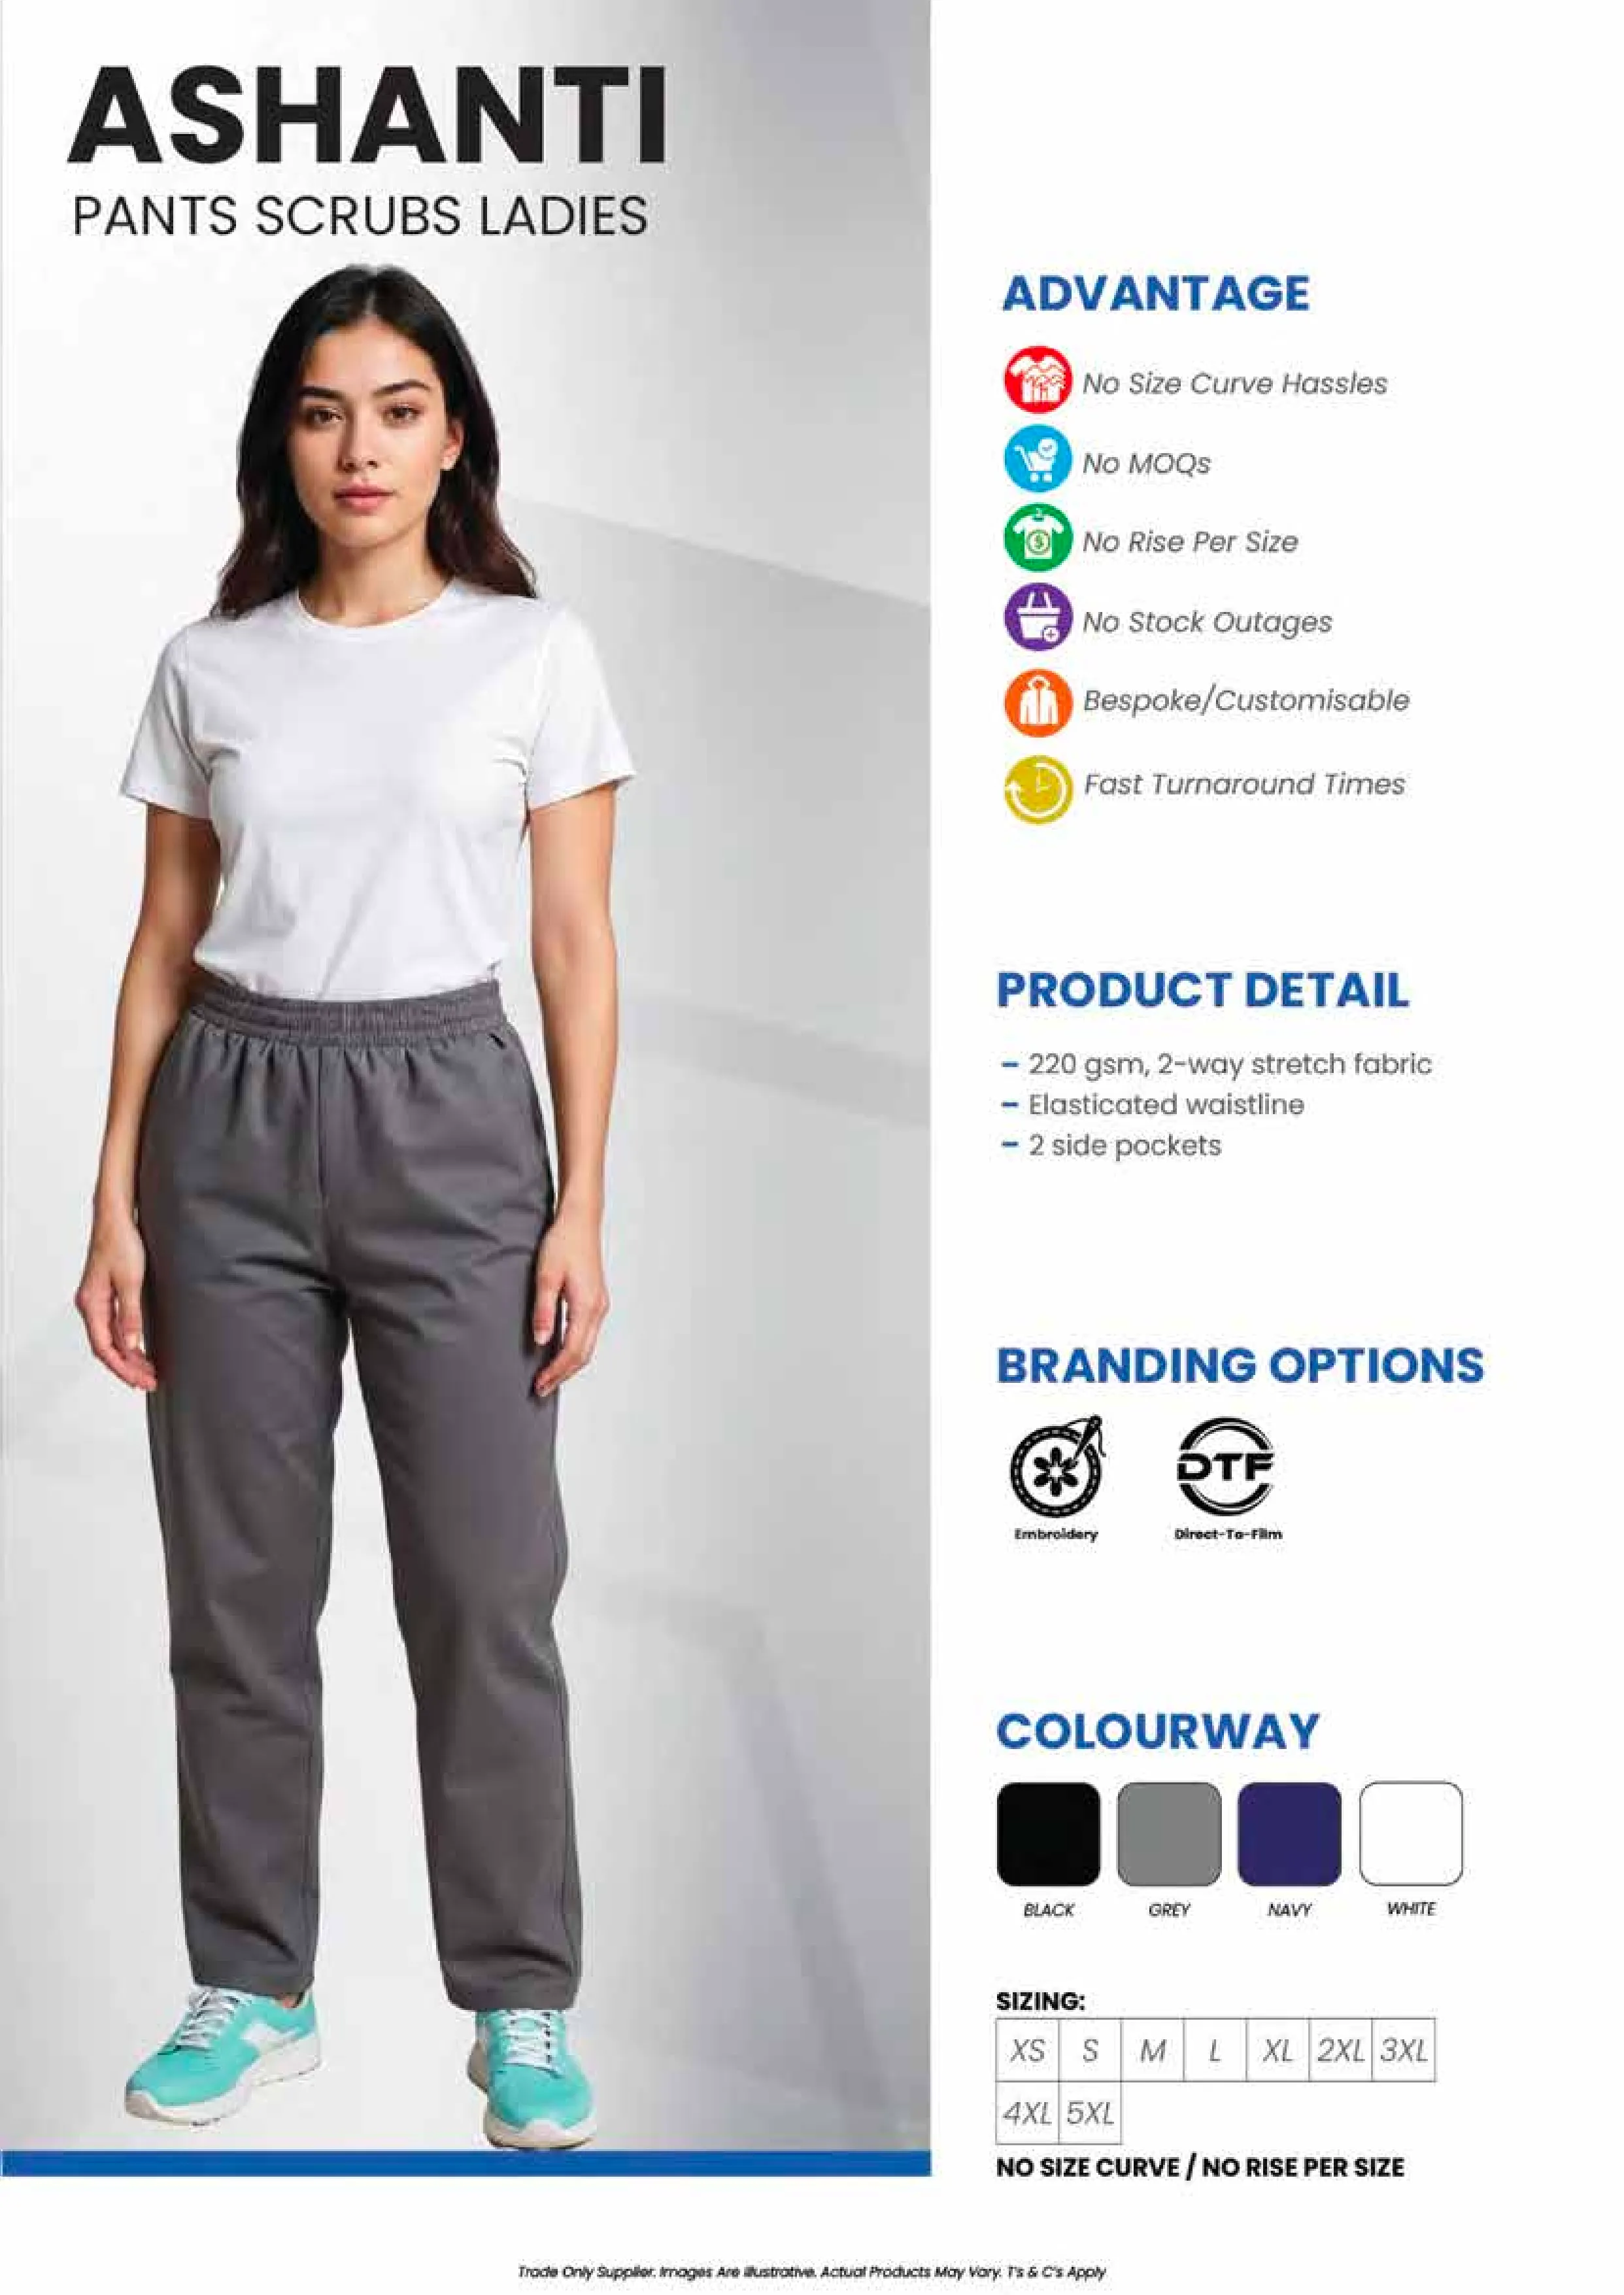 ASHANTI
PANTS SCRUBS LADIES
ADVANTAGE
No Size Curve Hassles
No MOQs
No Rise Per Size
No Stock Outages
Bespoke/Customisable
Fast Turnaround Times
PRODUCT DETAIL
– 220 gsm, 2-way stretch fabric
– Elasticated waistline
– 2 side pockets
BRANDING OPTIONS
DTF
Embroidery Direct-To-Film
COLOURWAY
BLACK GREY NAVY WHITE
SIZING:
XS S M L XL 2XL 3XL
4XL 5XL
NO SIZE CURVE / NO RISE PER SIZE
Trade Only Supplier. Images Are Illustrative. Actual Products May Vary. T's & C's Apply